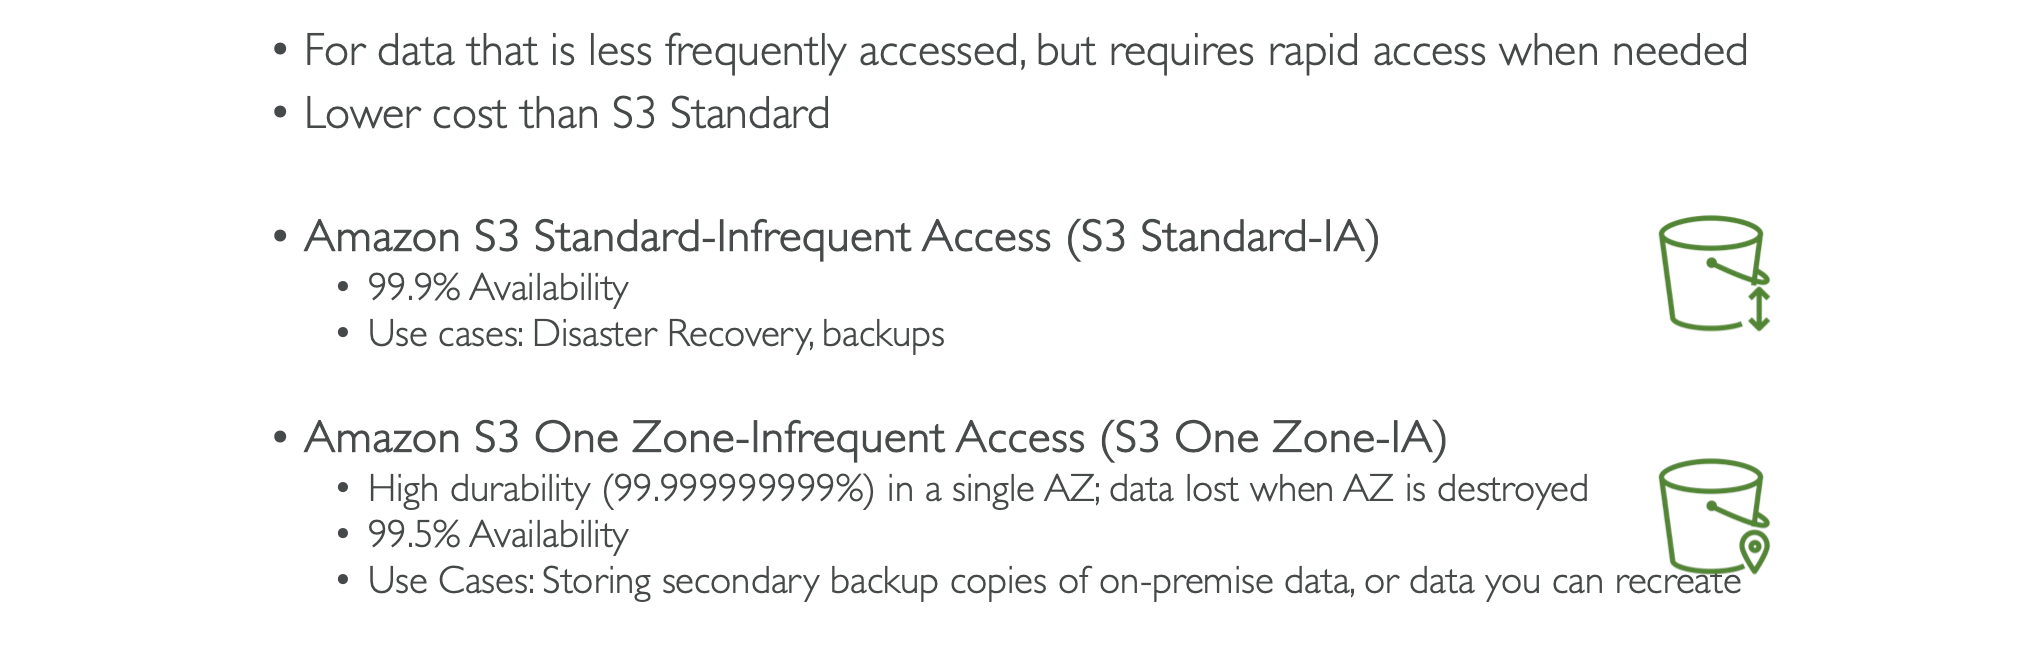 • For data that is less frequently accessed, but requires rapid access when needed
• Lower cost than S3 Standard
• Amazon S3 Standard-Infrequent Access (S3 Standard-IA)
• 99.9% Availability
• Use cases: Disaster Recovery, backups
• Amazon S3 One Zone-Infrequent Access (S3 One Zone-IA)
• High durability (99.999999999%) in a single AZ; data lost when AZ is destroyed
• 99.5% Availability
• Use Cases: Storing secondary backup copies of on-premise data, or data you can recreate